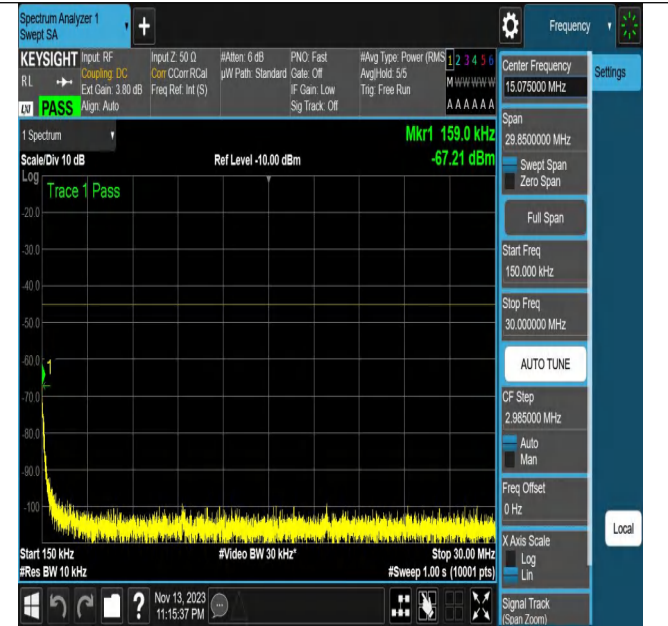 Spectrum Analyzer 1
Swept SA
+
Frequency
KEYSIGHT
RL
PASS
Input: RF
Coupling: DC
Ext Gain: 3.80 dB
Align: Auto
Input Z: 50 Ω
Corr CCorr RCal
Freq Ref: Int (S)
#Atten: 6 dB
µW Path: Standard
PNO: Fast
Gate: Off
IF Gain: Low
Sig Track: Off
#Avg Type: Power (RMS
Avg|Hold: 5/5
Trig: Free Run
1 2 3 4 5 6
M W W W W W
A A A A A A
1 Spectrum
Scale/Div 10 dB
Ref Level -10.00 dBm
Mkr1 159.0 kHz
-67.21 dBm
Log
Trace 1 Pass
-20.0
-30.0
-40.0
-50.0
-60.0
-70.0
-80.0
-90.0
-100
1
Start 150 kHz
#Res BW 10 kHz
#Video BW 30 kHz*
Stop 30.00 MHz
#Sweep 1.00 s (10001 pts)
Center Frequency
15.075000 MHz
Settings
Span
29.8500000 MHz
Swept Span
Zero Span
Full Span
Start Freq
150.000 kHz
Stop Freq
30.000000 MHz
AUTO TUNE
CF Step
2.985000 MHz
Auto
Man
Freq Offset
0 Hz
X Axis Scale
Log
Lin
Local
Signal Track
(Span Zoom)
?
Nov 13, 2023
11:15:37 PM